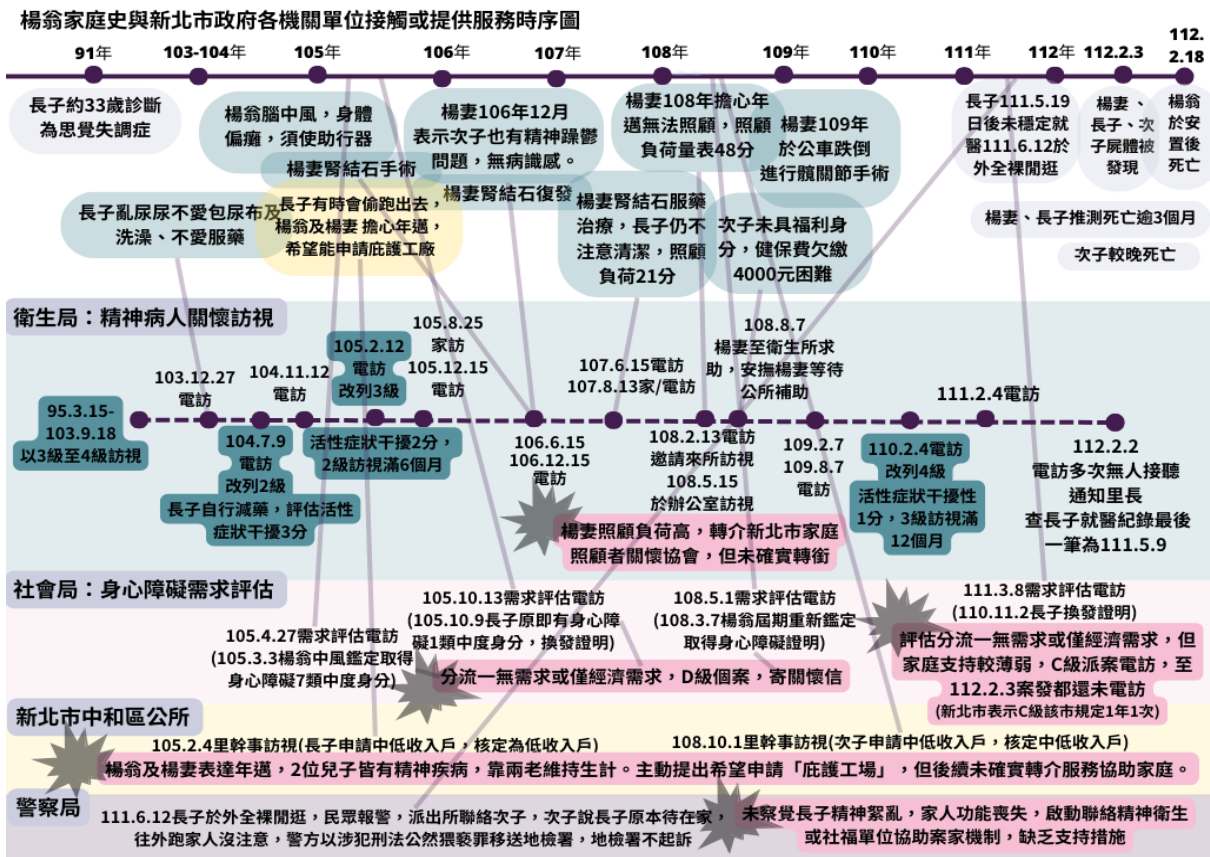 楊翁家庭史與新北市政府各機關單位接觸或提供服務時序圖
91年
103-104年
105年
106年
107年
108年
109年
110年
111年
112年
112.2.3
112.
2.18
長子約33歲診斷
為思覺失調症
楊翁腦中風，身體
偏癱，須使助行器
楊妻腎結石手術
長子亂尿尿不愛包尿布及
洗澡、不愛服藥
長子有時會偷跑出去，
楊翁及楊妻 擔心年邁，
希望能申請庇護工廠
楊妻106年12月
表示次子也有精神躁鬱
問題，無病識感。
楊妻腎結石復發
楊妻腎結石服藥
治療，長子仍不
注意清潔，照顧
負荷21分
楊妻108年擔心年
邁無法照顧，照顧
負荷量表48分
楊妻109年
於公車跌倒
進行髖關節手術
次子未具福利身
分，健保費欠繳
4000元困難
長子111.5.19
日後未穩定就
醫111.6.12於
外全裸閒逛
楊妻、
長子、次
子屍體被
發現
楊翁
於安
置後
死亡
楊妻、長子推測死亡逾3個月
次子較晚死亡
衛生局：精神病人關懷訪視
95.3.15-
103.9.18
以3級至4級訪視
103.12.27
電訪
104.7.9
電訪
改列2級
長子自行減藥，評估活性
症狀干擾3分
104.11.12
電訪
105.2.12
電訪
改列3級
活性症狀干擾2分，
2級訪視滿6個月
105.8.25
家訪
105.12.15
電訪
106.6.15
106.12.15
電訪
楊妻照顧負荷高，轉介新北市家庭
照顧者關懷協會，但未確實轉銜
107.6.15電訪
107.8.13家/電訪
108.2.13電訪
邀請來所訪視
108.5.15
於辦公室訪視
108.8.7
楊妻至衛生所求
助，安撫楊妻等待
公所補助
109.2.7
109.8.7
電訪
110.2.4電訪
改列4級
活性症狀干擾性
1分，3級訪視滿
12個月
111.2.4電訪
112.2.2
電訪多次無人接聽
通知里長
查長子就醫紀錄最後
一筆為111.5.9
社會局：身心障礙需求評估
105.4.27需求評估電訪
(105.3.3楊翁中風鑑定取得
身心障礙7類中度身分)
105.10.13需求評估電訪
(105.10.9長子原即有身心障
礙1類中度身分，換發證明)
108.5.1需求評估電訪
(108.3.7楊翁屆期重新鑑定
取得身心障礙證明)
分流一無需求或僅經濟需求，D級個案，寄關懷信
111.3.8需求評估電訪
(110.11.2長子換發證明)
評估分流一無需求或僅經濟需求，但
家庭支持較薄弱，C級派案電訪，至
112.2.3案發都還未電訪
(新北市表示C級該市規定1年1次)
新北市中和區公所
105.2.4里幹事訪視(長子申請中低收入戶，核定為低收入戶)
108.10.1里幹事訪視(次子申請中低收入戶，核定中低收入戶)
楊翁及楊妻表達年邁，2位兒子皆有精神疾病，靠兩老維持生計。主動提出希望申請「庇護工場」，但後續未確實轉介服務協助家庭。
警察局
111.6.12長子於外全裸閒逛，民眾報警，派出所聯絡次子，次子說長子原本待在家，
往外跑家人沒注意，警方以涉犯刑法公然猥褻罪移送地檢署，地檢署不起訴
未察覺長子精神紊亂，家人功能喪失，啟動聯絡精神衛生
或社福單位協助案家機制，缺乏支持措施